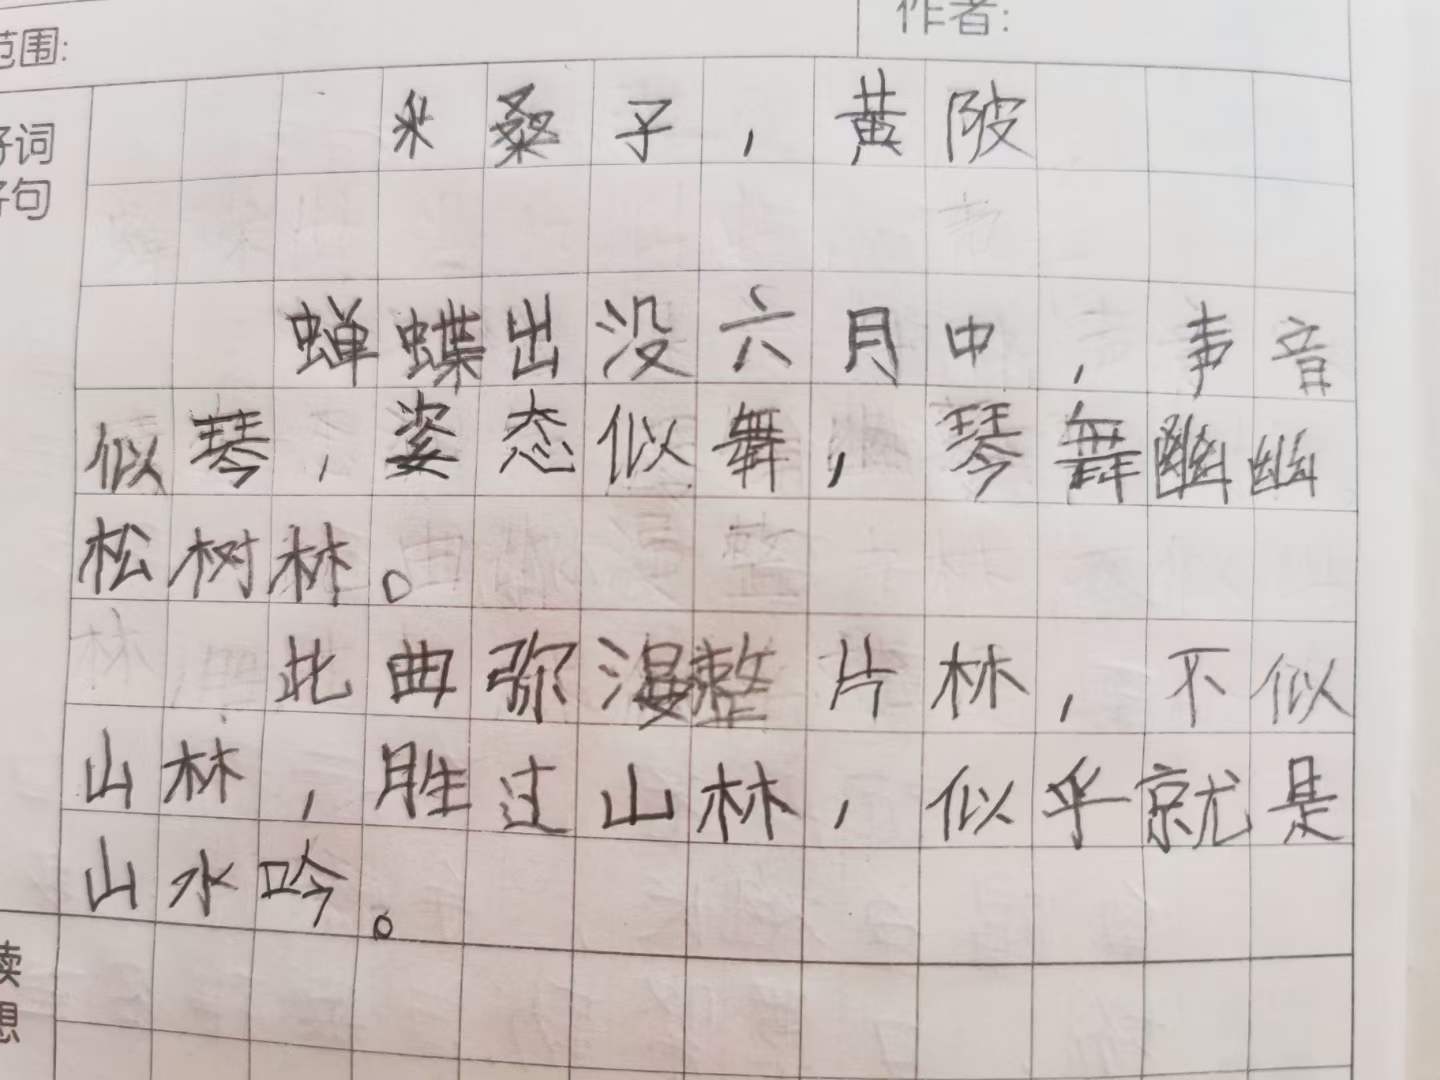 范围:
作者:
采桑子，黄陂
好词
好句
蝉蝶出没六月中，声音
似琴，姿态似舞，琴舞幽幽
松树林。
此曲弥漫整片林，不似
山林，胜过山林，似乎就是
山水吟。
读
想